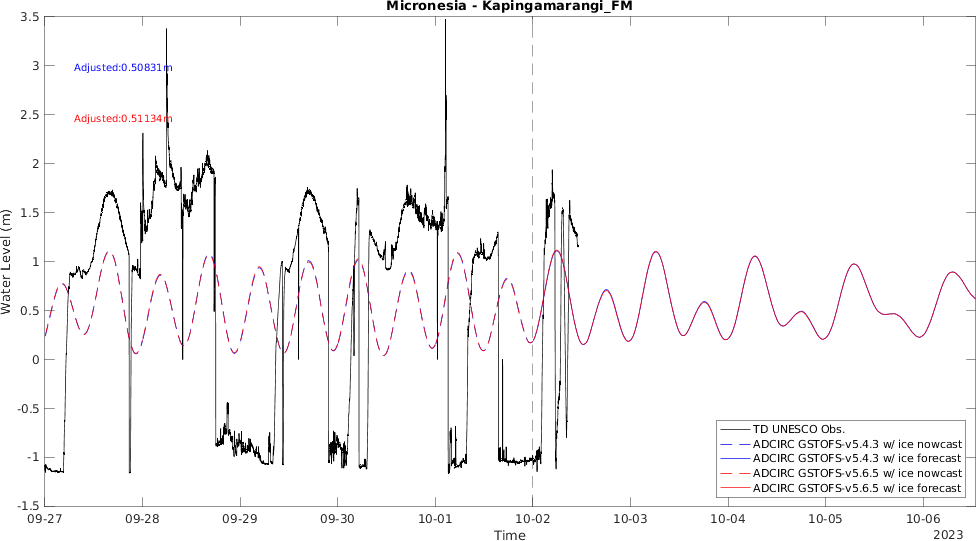 Micronesia - Kapingamarangi_FM
Adjusted:0.50831m
Adjusted:0.51134m
Water Level (m)
3.5
3
2.5
2
1.5
1
0.5
0
-0.5
-1
-1.5
09-27
09-28
09-29
09-30
10-01
10-02
10-03
10-04
10-05
10-06
Time
2023
TD UNESCO Obs.
ADCIRC GSTOFS-v5.4.3 w/ ice nowcast
ADCIRC GSTOFS-v5.4.3 w/ ice forecast
ADCIRC GSTOFS-v5.6.5 w/ ice nowcast
ADCIRC GSTOFS-v5.6.5 w/ ice forecast